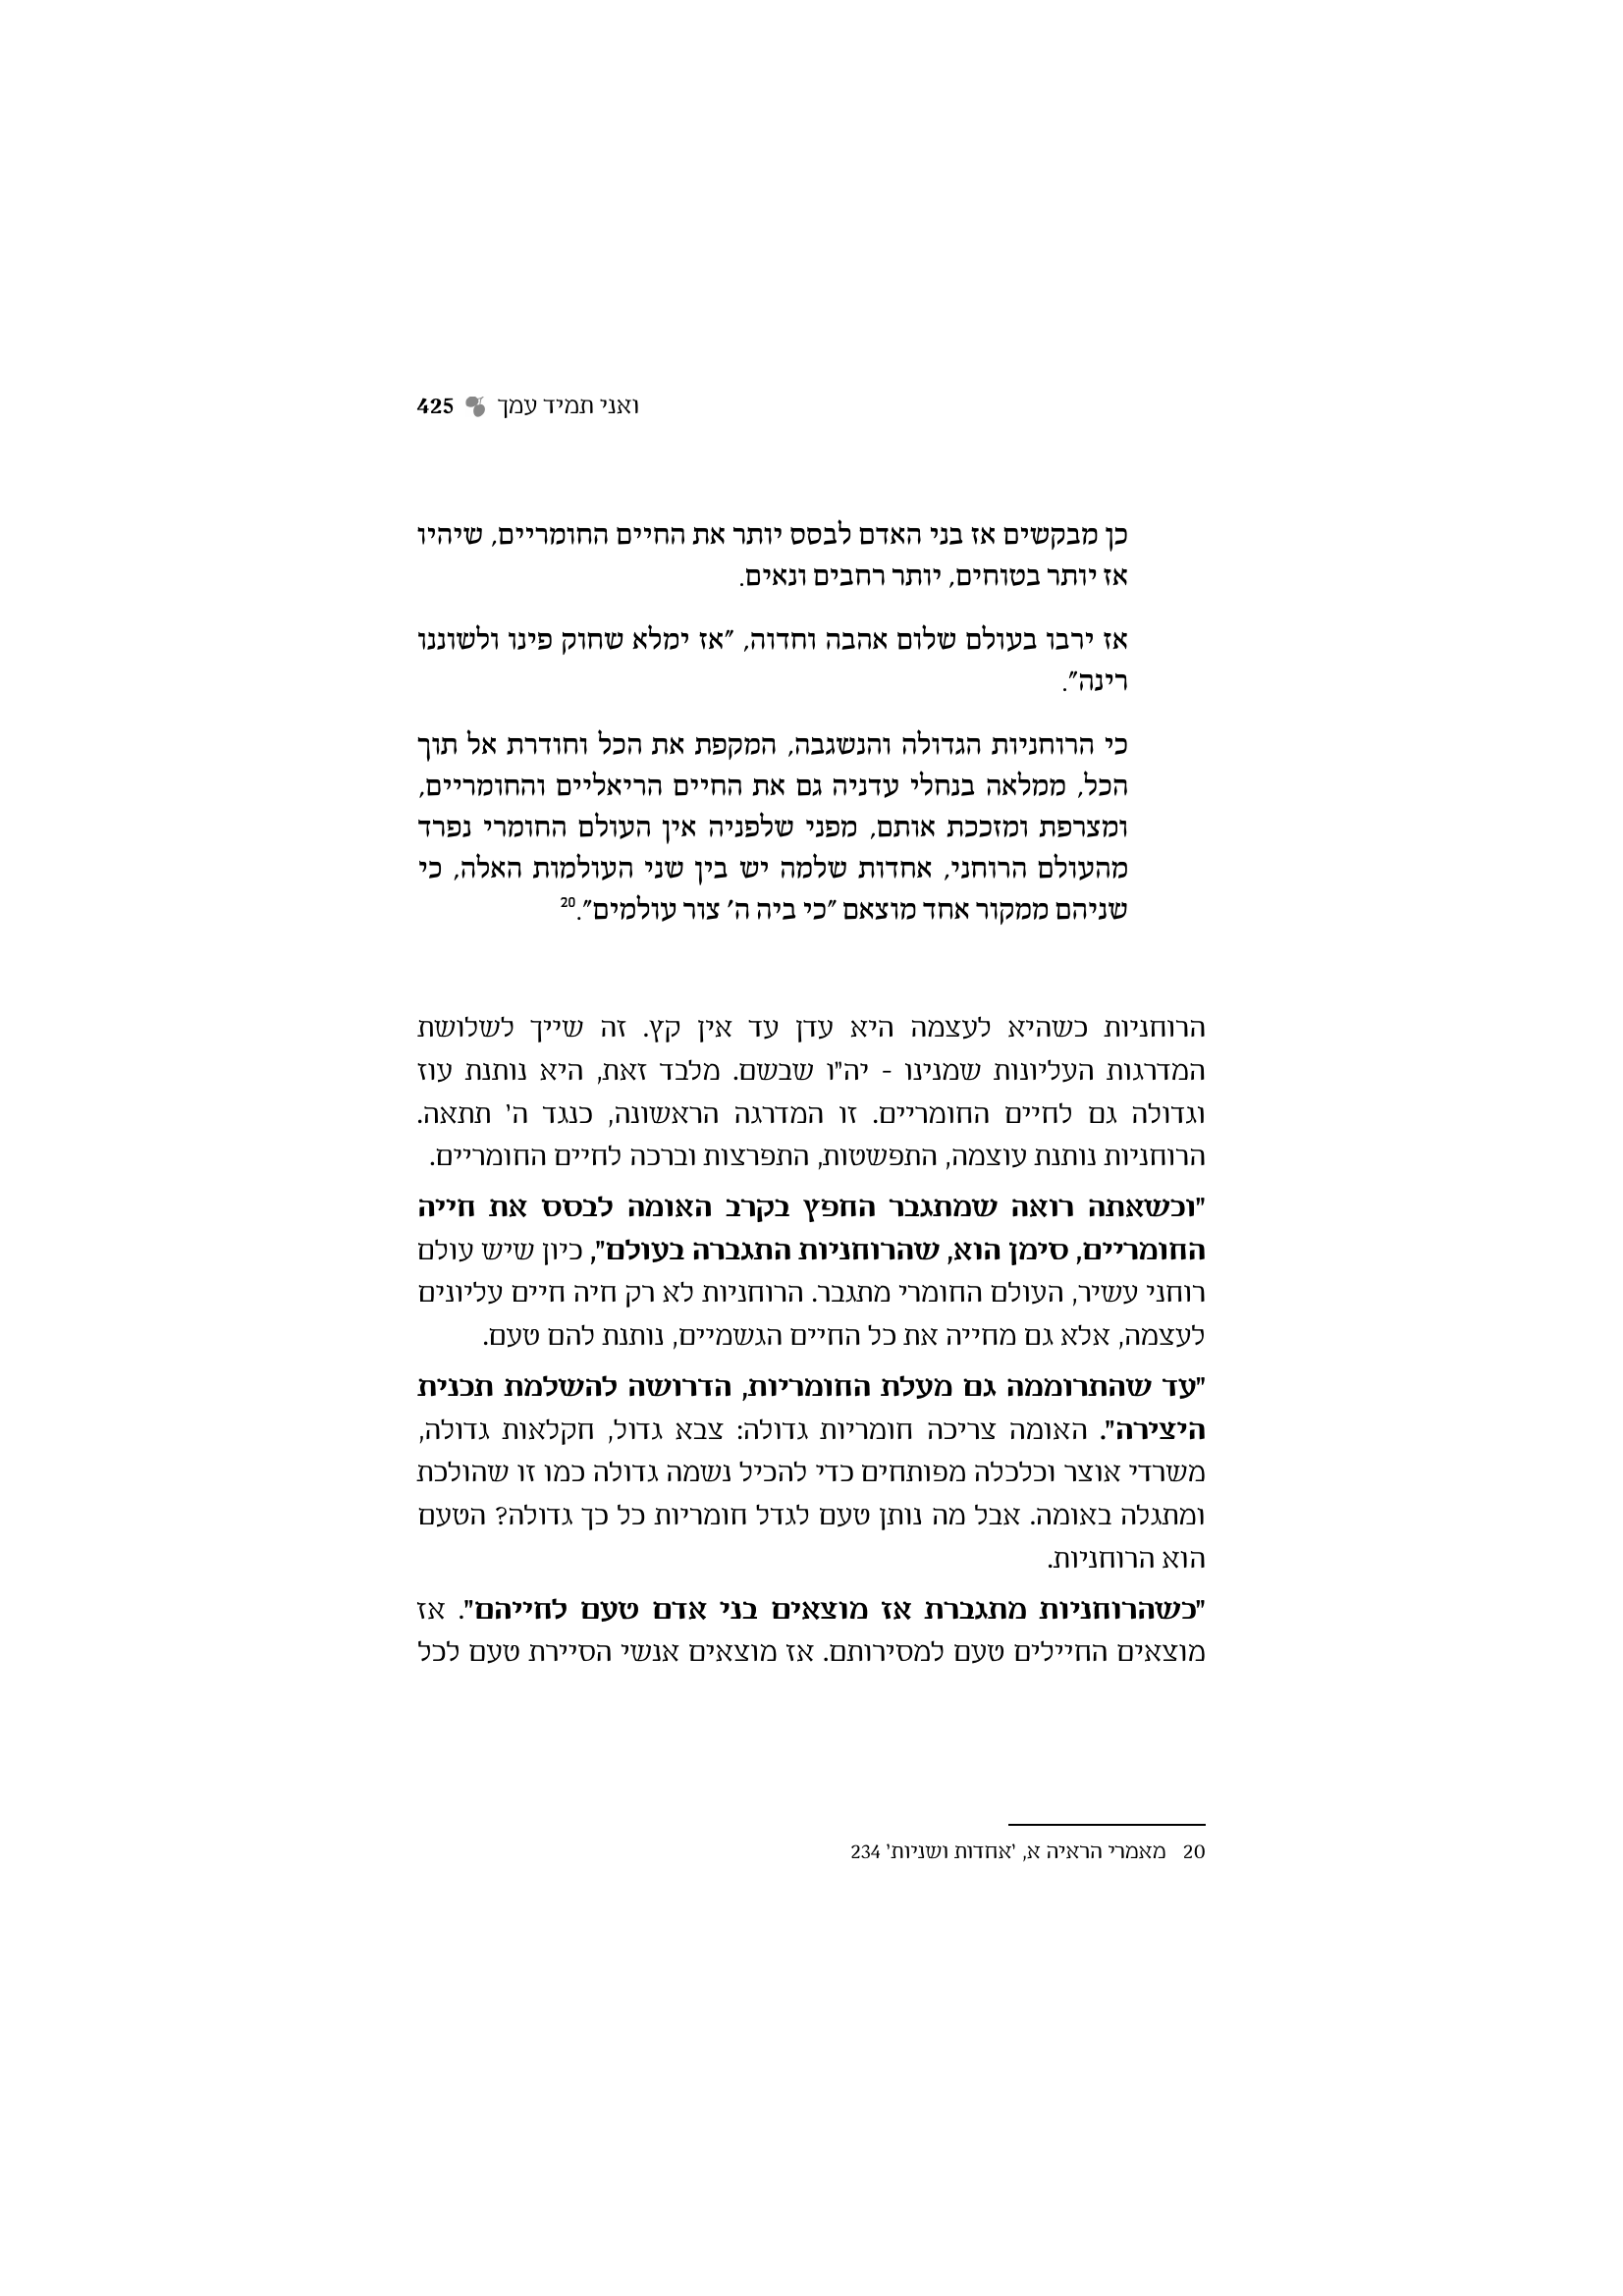 ואני תמיד עמך 425
כן מבקשים אז בני האדם לבסס יותר את החיים החומריים, שיהיו
אז יותר בטוחים, יותר רחבים ונאים.
אז ירבו בעולם שלום אהבה וחדוה, "אז ימלא שחוק פינו ולשוננו
רינה".
כי הרוחניות הגדולה והנשגבה, המקפת את הכל וחודרת אל תוך
הכל, ממלאה בנחלי עדניה גם את החיים הריאליים והחומריים,
ומצרפת ומזככת אותם, מפני שלפניה אין העולם החומרי נפרד
מהעולם הרוחני, אחדות שלמה יש בין שני העולמות האלה, כי
שניהם ממקור אחד מוצאם "כי ביה ה' צור עולמים".20
הרוחניות כשהיא לעצמה היא עדן עד אין קץ. זה שייך לשלושת
המדרגות העליונות שמנינו - יה"ו שבשם. מלבד זאת, היא נותנת עוז
וגדולה גם לחיים החומריים. זו המדרגה הראשונה, כנגד ה' תתאה.
הרוחניות נותנת עוצמה, התפשטות, התפרצות וברכה לחיים החומריים.
"וכשאתה רואה שמתגבר החפץ בקרב האומה לבסס את חייה
החומריים, סימן הוא, שהרוחניות התגברה בעולם", כיון שיש עולם
רוחני עשיר, העולם החומרי מתגבר. הרוחניות לא רק חיה חיים עליונים
לעצמה, אלא גם מחייה את כל החיים הגשמיים, נותנת להם טעם.
"עד שהתרוממה גם מעלת החומריות, הדרושה להשלמת תכנית
היצירה". האומה צריכה חומריות גדולה: צבא גדול, חקלאות גדולה,
משרדי אוצר וכלכלה מפותחים כדי להכיל נשמה גדולה כמו זו שהולכת
ומתגלה באומה. אבל מה נותן טעם לגדל חומריות כל כך גדולה? הטעם
הוא הרוחניות.
"כשהרוחניות מתגברת אז מוצאים בני אדם טעם לחייהם". אז
מוצאים החיילים טעם למסירותם. אז מוצאים אנשי הסיירת טעם לכל
20 מאמרי הראיה א, 'אחדות ושניות' 234